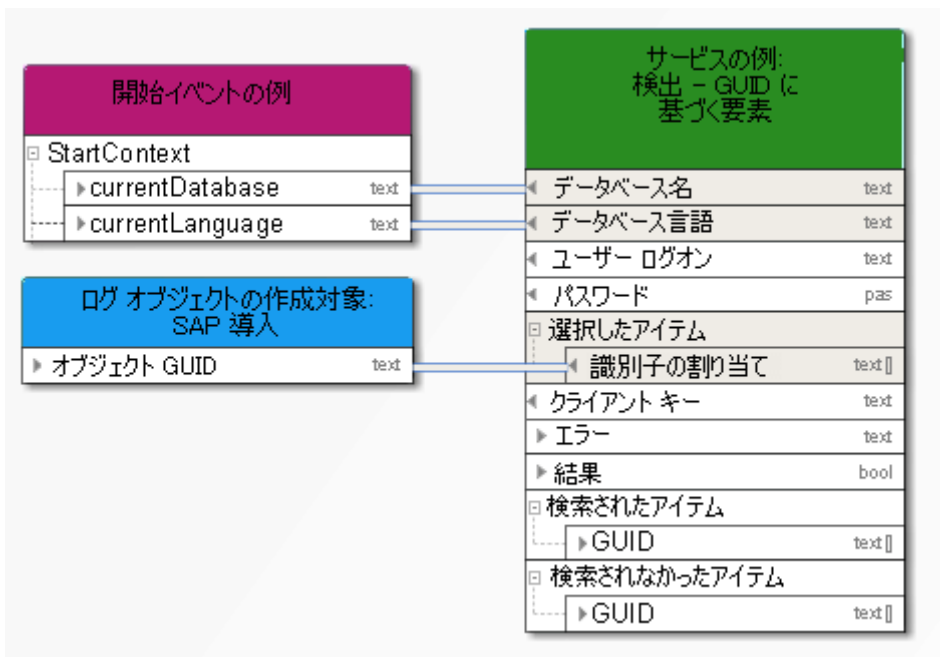 開始イベントの例
StartContext
currentDatabase text
currentLanguage text
ログ オブジェクトの作成対象:
SAP 導入
オブジェクト GUID text
サービスの例:
検出 - GUID に
基づく要素
データベース名 text
データベース言語 text
ユーザー ログオン text
パスワード pas
選択したアイテム
識別子の割り当て text[]
クライアント キー text
エラー text
結果 bool
検索されたアイテム
GUID text[]
検索されなかったアイテム
GUID text[]